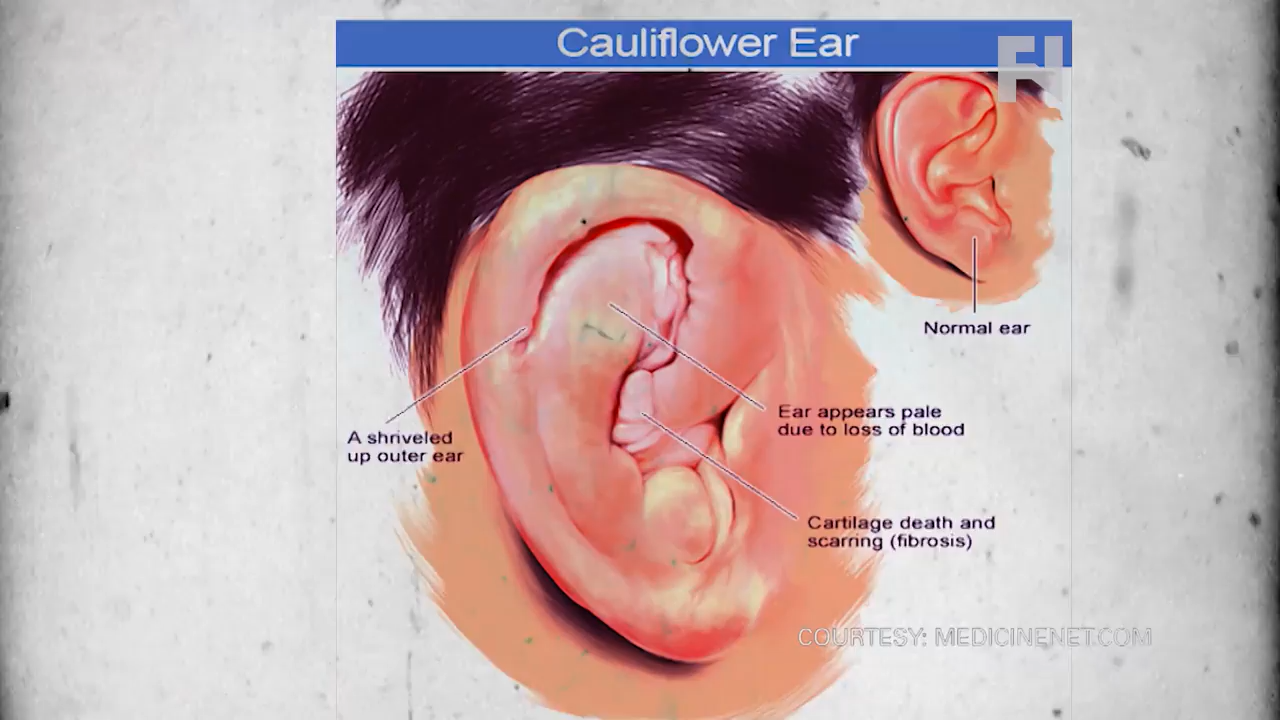 Cauliflower Ear
FN
Normal ear
Ear appears pale
due to loss of blood
A shriveled
up outer ear
Cartilage death and
scarring (fibrosis)
COURTESY: MEDICINENET.COM